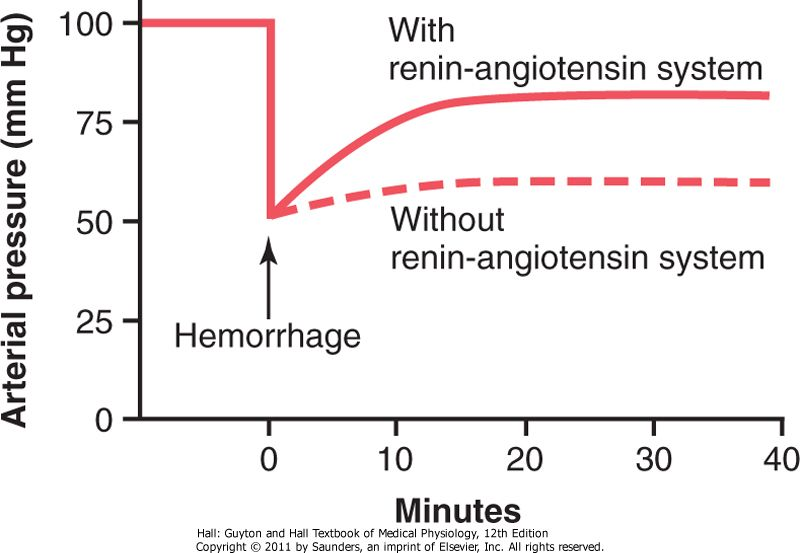 Arterial pressure (mm Hg)
100
75
50
25
0
With
renin-angiotensin system
Without
renin-angiotensin system
Hemorrhage
0 10 20 30 40
Minutes
Hall: Guyton and Hall Textbook of Medical Physiology, 12th Edition
Copyright © 2011 by Saunders, an imprint of Elsevier, Inc. All rights reserved.